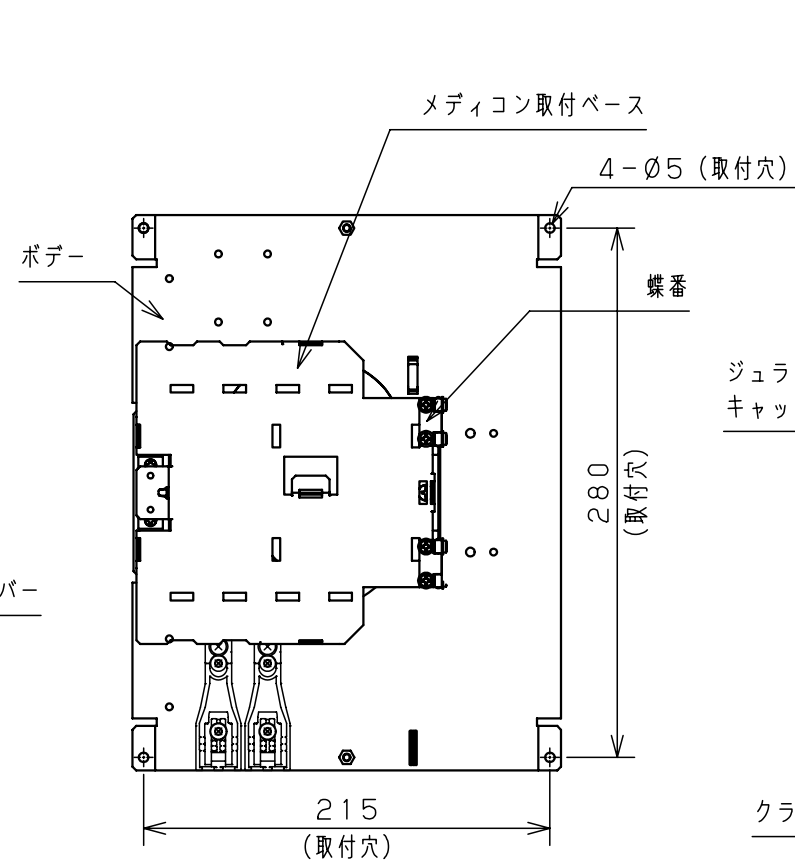 メディコン取付ベース
4-Ø5 (取付穴)
ボデー
蝶番
ジュラ
キャッ
280
(取付穴)
バー
215
(取付穴)
クラ